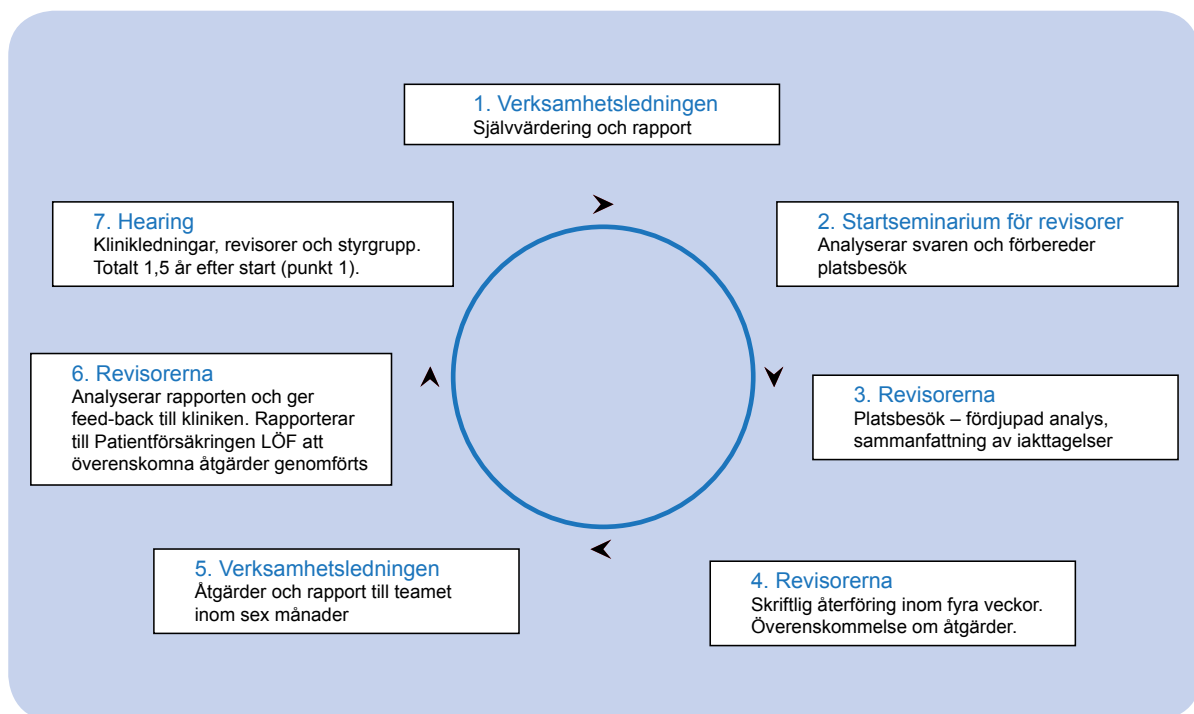 1. Verksamhetsledningen
Självvärdering och rapport
2. Startseminarium för revisorer
Analyserar svaren och förbereder
platsbesök
3. Revisorerna
Platsbesök – fördjupad analys,
sammanfattning av iakttagelser
4. Revisorerna
Skriftlig återföring inom fyra veckor.
Överenskommelse om åtgärder.
5. Verksamhetsledningen
Åtgärder och rapport till teamet
inom sex månader
6. Revisorerna
Analyserar rapporten och ger
feed-back till kliniken. Rapporterar
till Patientförsäkringen LÖF att
överenskomna åtgärder genomförts
7. Hearing
Klinikledningar, revisorer och styrgrupp.
Totalt 1,5 år efter start (punkt 1).